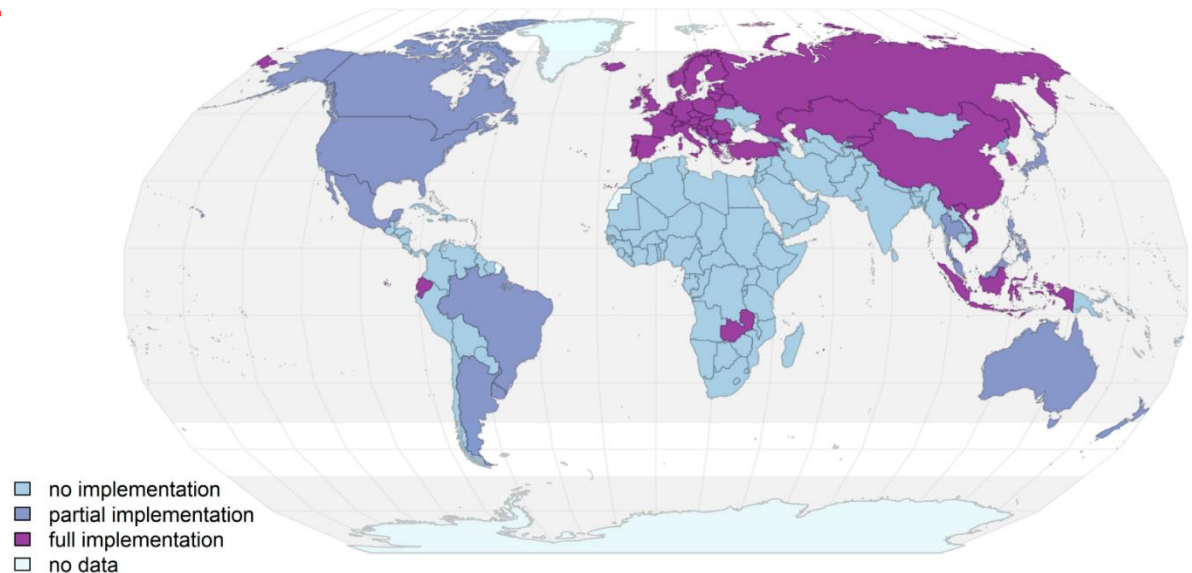 no implementation
partial implementation
full implementation
no data